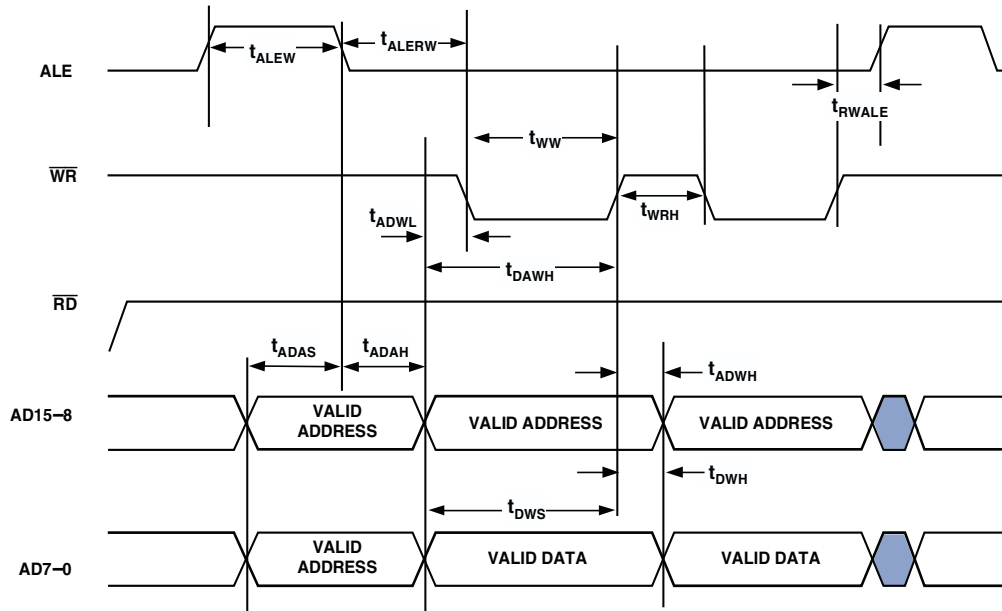 tALEW tALERW
ALE
tRWALE
tWW
WR
tWRH
tADWL
tDAWH
RD
tADAS tADAH
tADWH
AD15–8
VALID ADDRESS
VALID ADDRESS
VALID ADDRESS
tDWH
tDWS
AD7–0
VALID ADDRESS
VALID DATA
VALID DATA